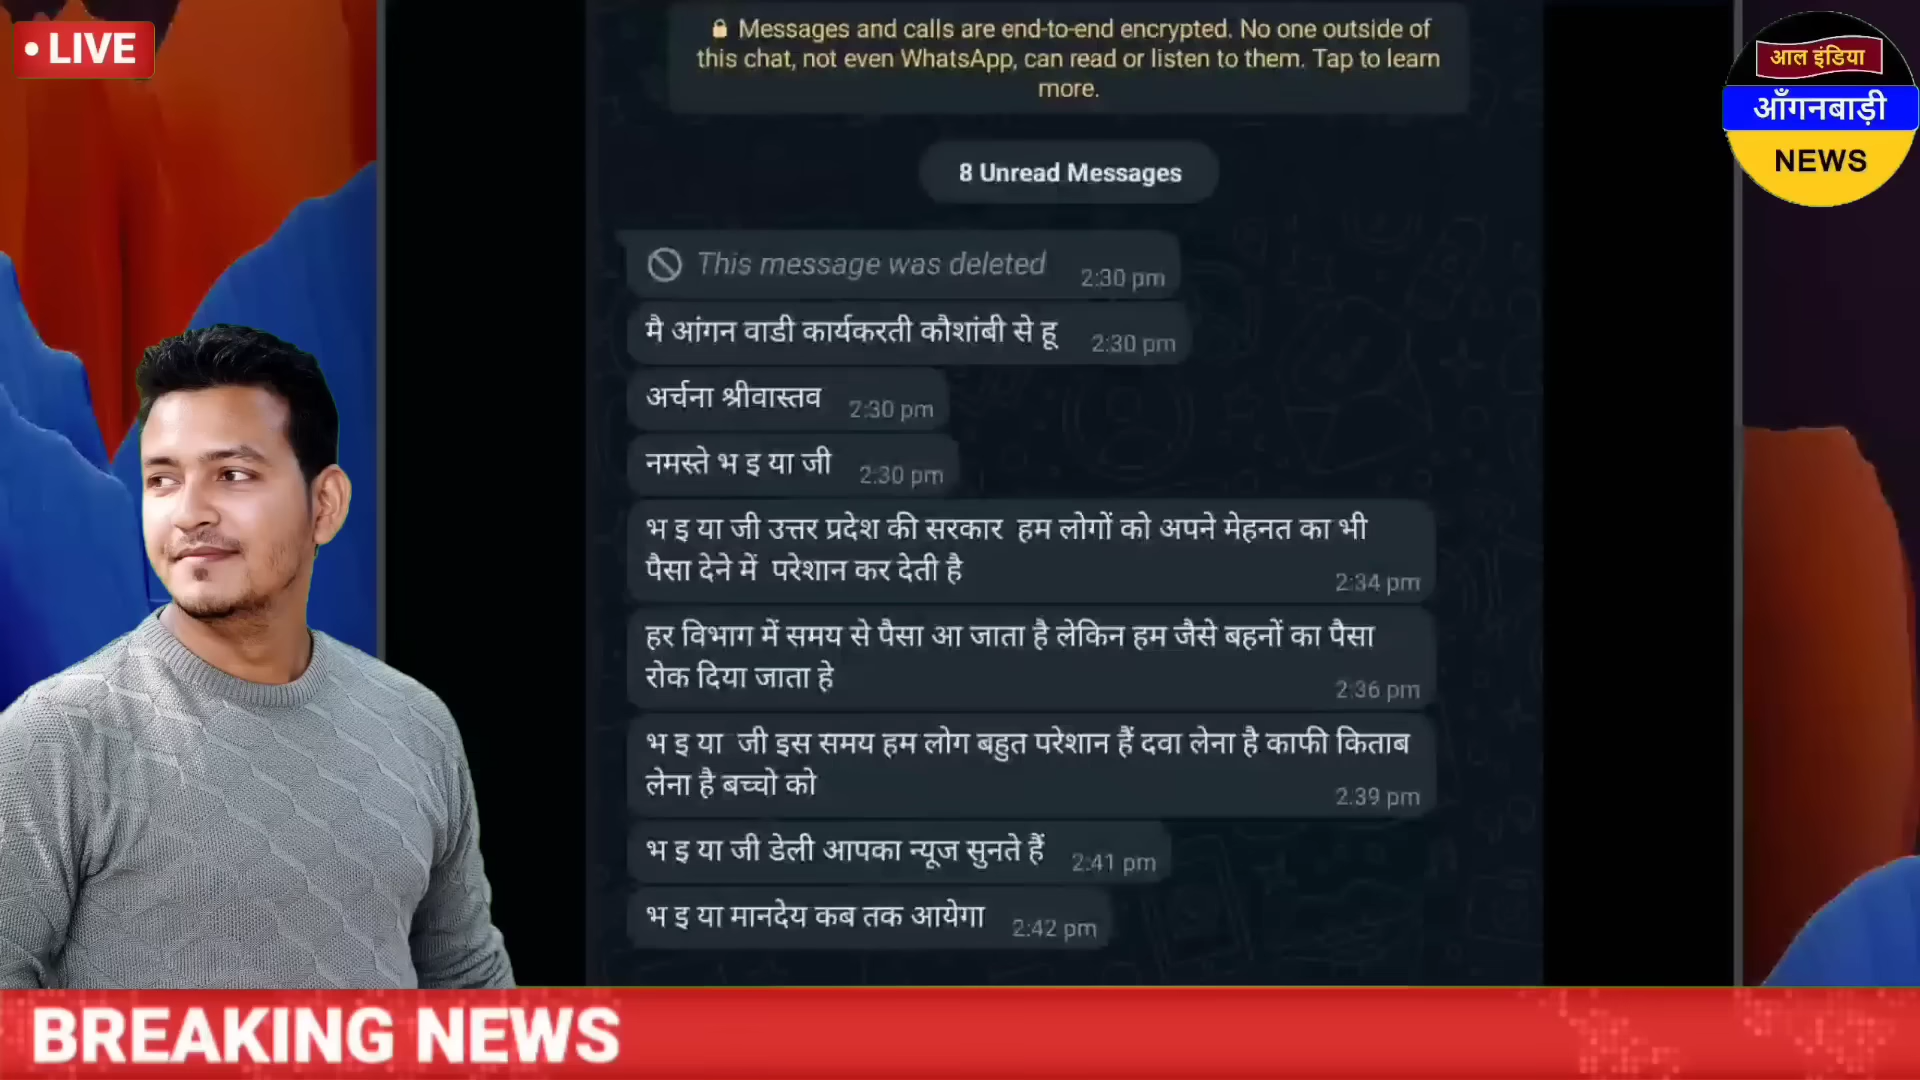 • LIVE
🔒 Messages and calls are end-to-end encrypted. No one outside of
this chat, not even WhatsApp, can read or listen to them. Tap to learn
more.
आल इंडिया
आँगनबाड़ी
NEWS
8 Unread Messages
This message was deleted 2:30 pm
मै आंगन वाडी कार्यकरती कौशांबी से हू 2:30 pm
अर्चना श्रीवास्तव 2:30 pm
नमस्ते भ इ या जी 2:30 pm
भ इ या जी उत्तर प्रदेश की सरकार हम लोगों को अपने मेहनत का भी
पैसा देने में परेशान कर देती है 2:34 pm
हर विभाग में समय से पैसा आ जाता है लेकिन हम जैसे बहनों का पैसा
रोक दिया जाता हे 2:36 pm
भ इ या जी इस समय हम लोग बहुत परेशान हैं दवा लेना है काफी किताब
लेना है बच्चो को 2:39 pm
भ इ या जी डेली आपका न्यूज सुनते हैं 2:41 pm
भ इ या मानदेय कब तक आयेगा 2:42 pm
BREAKING NEWS